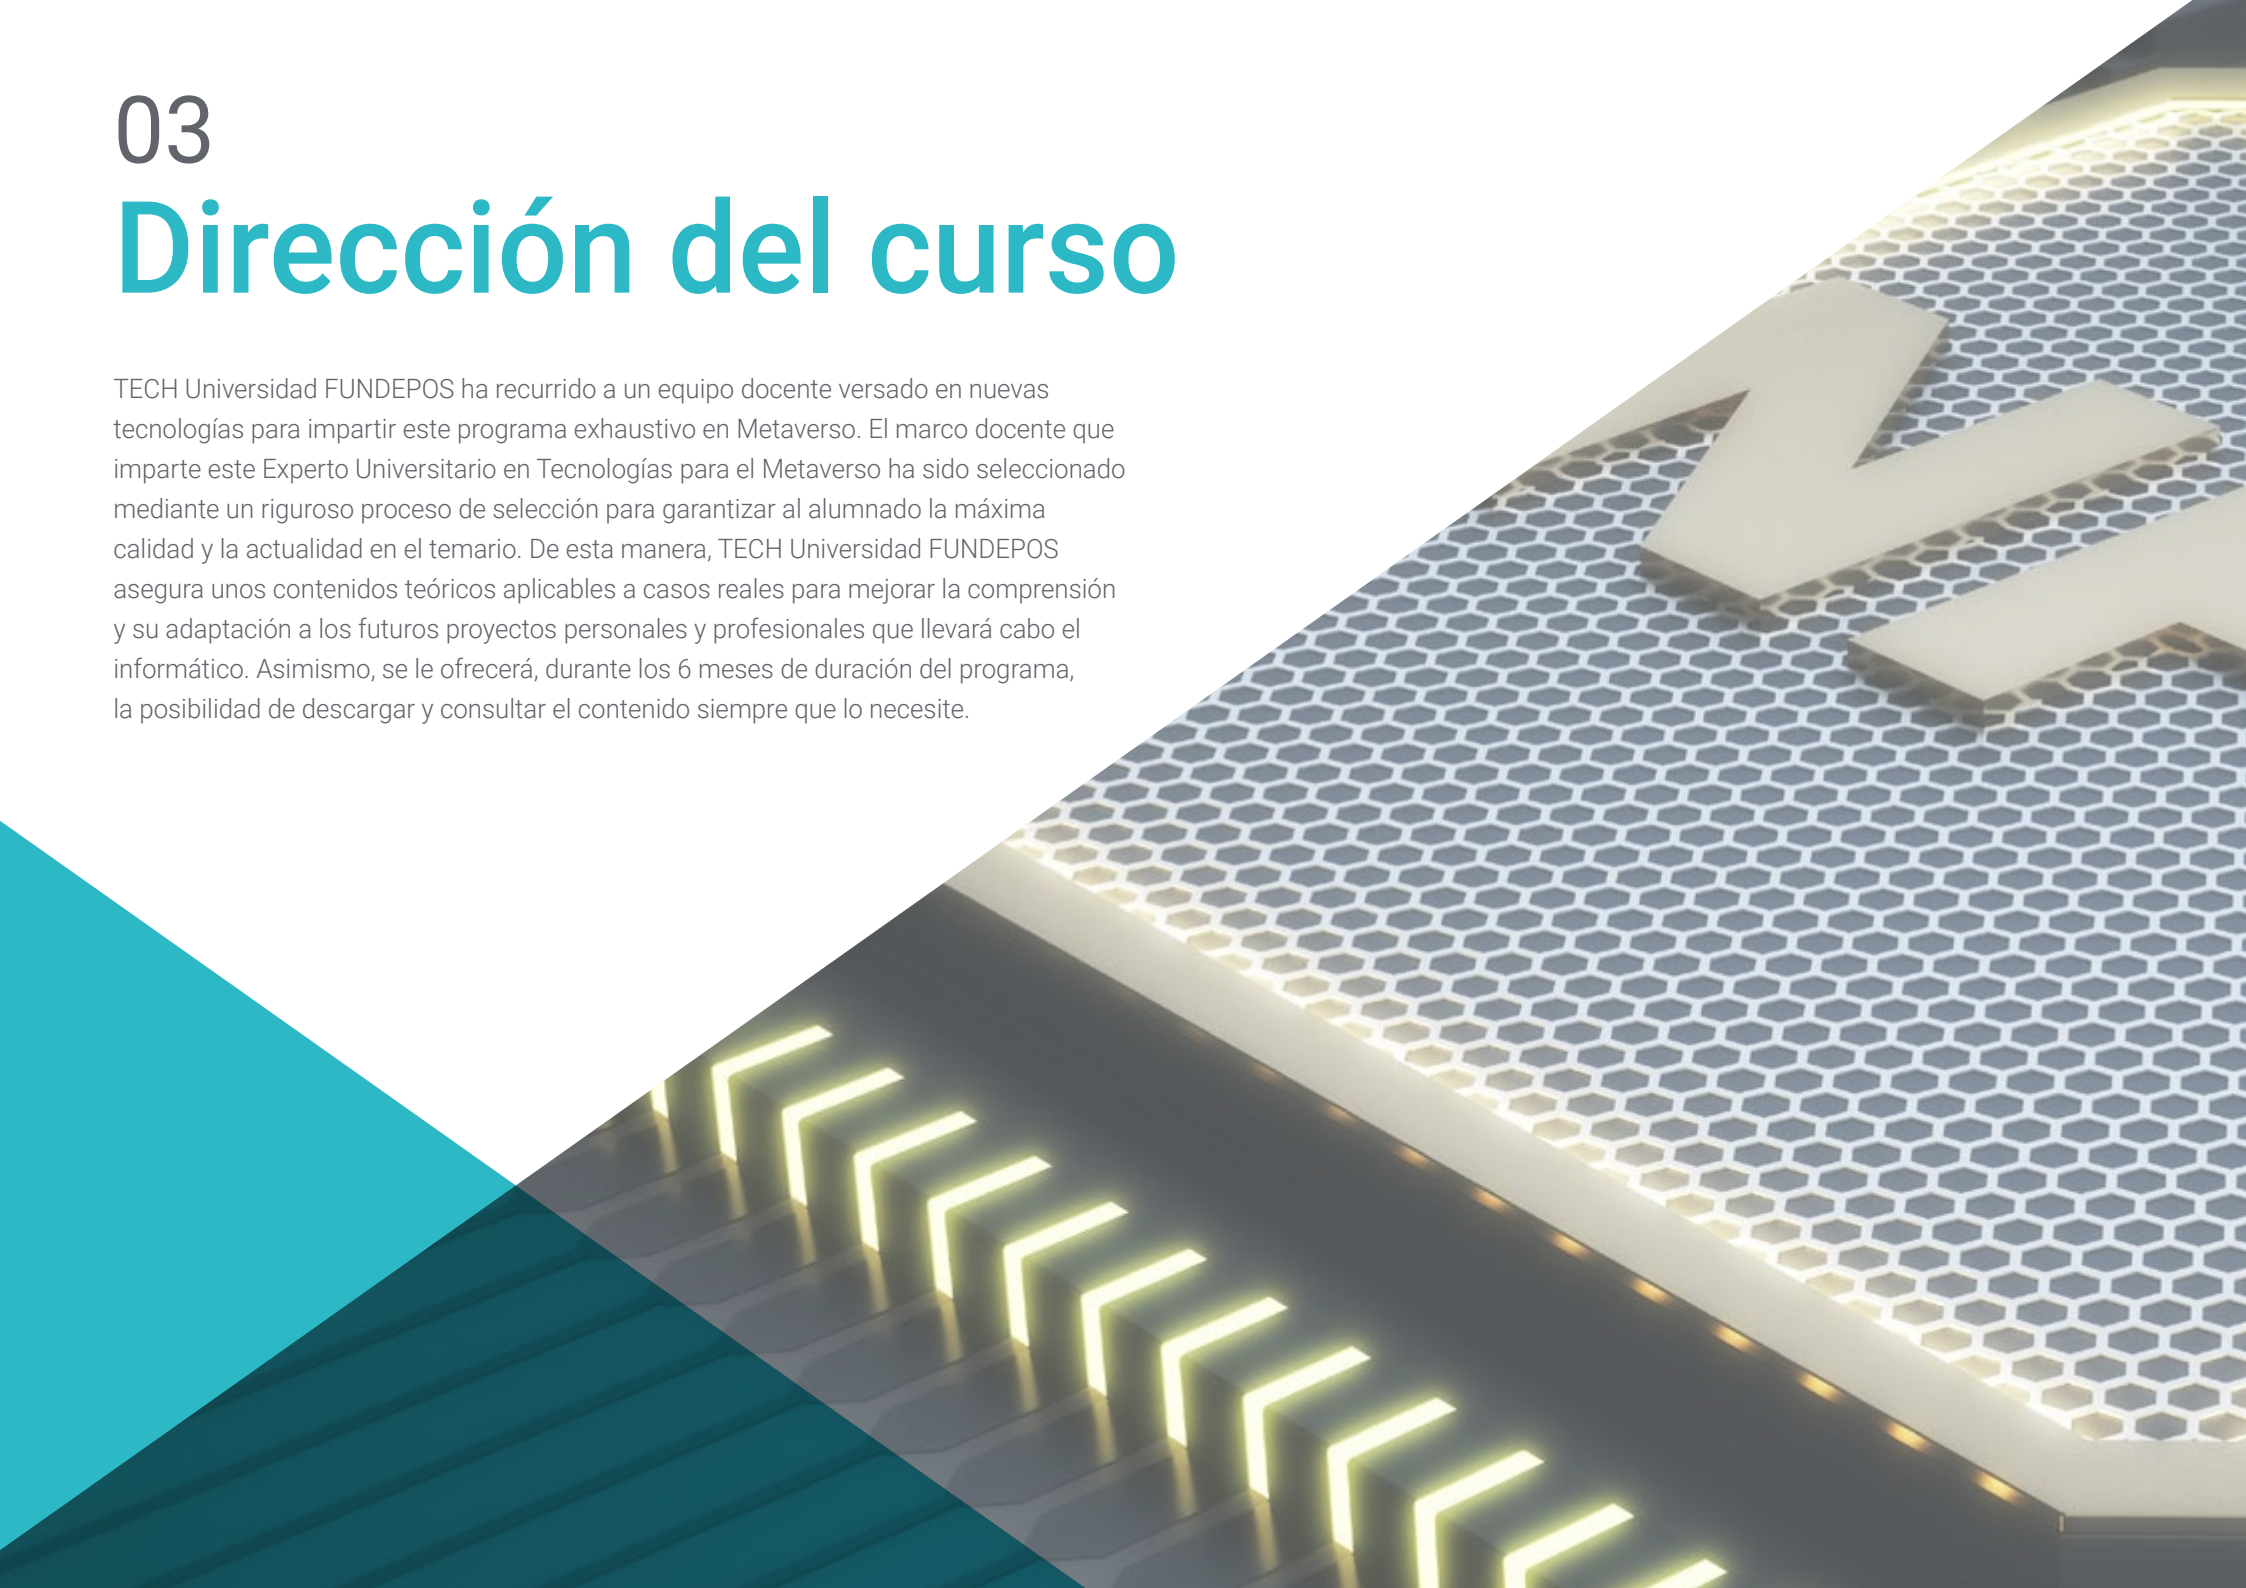 03
Dirección del curso
TECH Universidad FUNDEPOS ha recurrido a un equipo docente versado en nuevas
tecnologías para impartir este programa exhaustivo en Metaverso. El marco docente que
imparte este Experto Universitario en Tecnologías para el Metaverso ha sido seleccionado
mediante un riguroso proceso de selección para garantizar al alumnado la máxima
calidad y la actualidad en el temario. De esta manera, TECH Universidad FUNDEPOS
asegura unos contenidos teóricos aplicables a casos reales para mejorar la comprensión
y su adaptación a los futuros proyectos personales y profesionales que llevará cabo el
informático. Asimismo, se le ofrecerá, durante los 6 meses de duración del programa,
la posibilidad de descargar y consultar el contenido siempre que lo necesite.